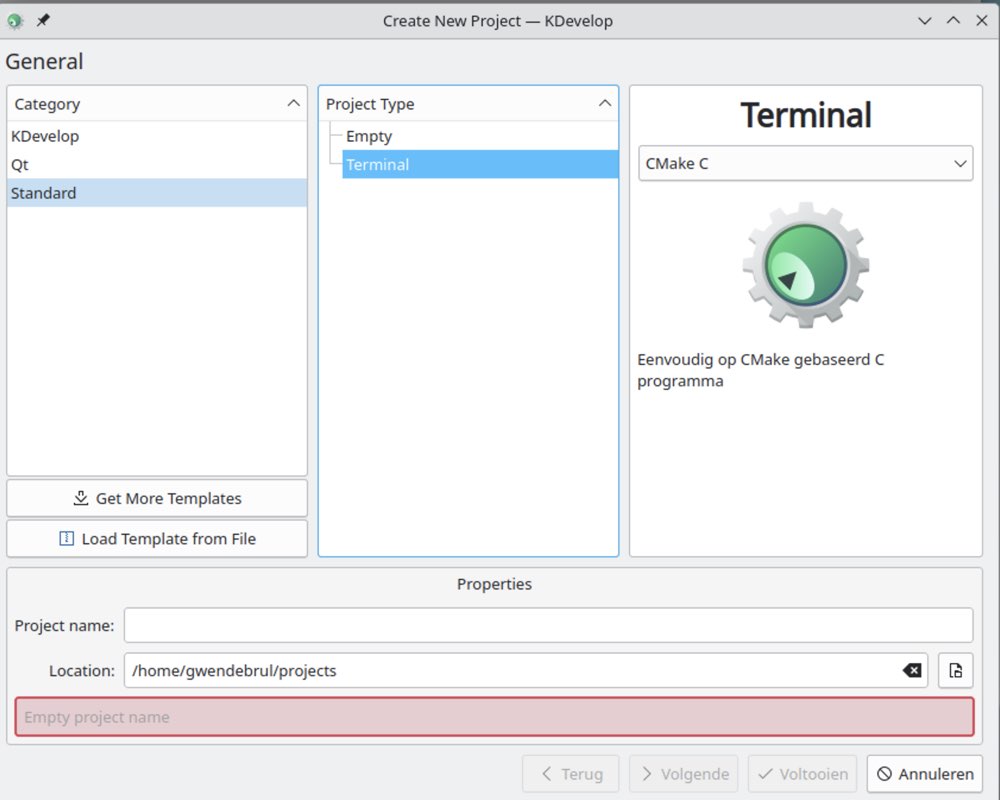 Create New Project — KDevelop
General
Category
KDevelop
Qt
Standard
Get More Templates
Load Template from File
Project Type
Empty
Terminal
Terminal
CMake C
Eenvoudig op CMake gebaseerd C
programma
Properties
Project name:
Location: /home/gwendebrul/projects
Empty project name
Terug Volgende Voltooien Annuleren